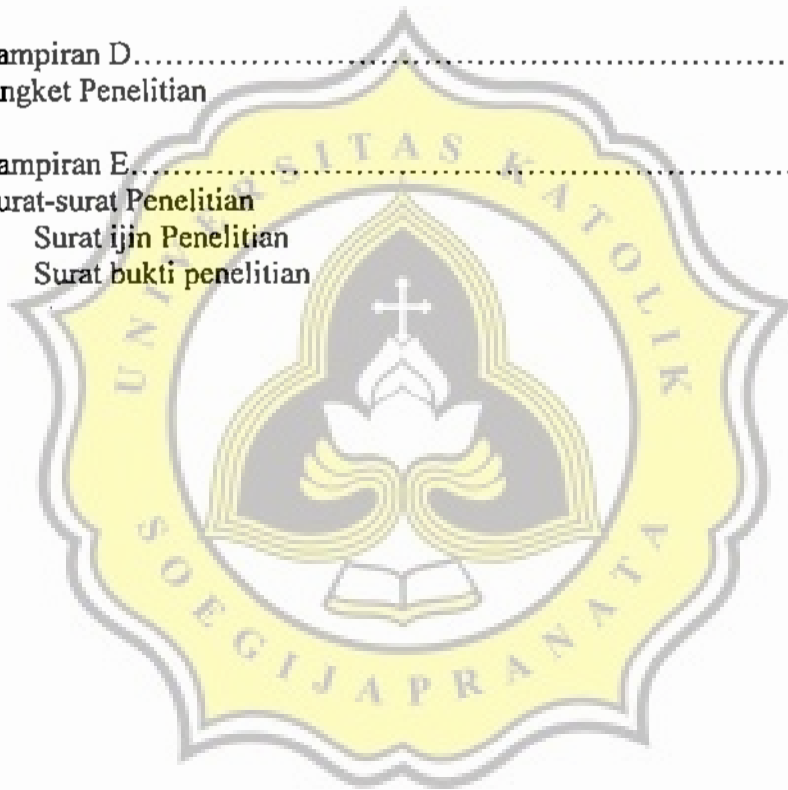 ampiran D
ngket Penelitian
ampiran E
urat-surat Penelitian
Surat ijin Penelitian
Surat bukti penelitian
UNIVERSITAS KATOLIK
SOEGIJAPRANATA